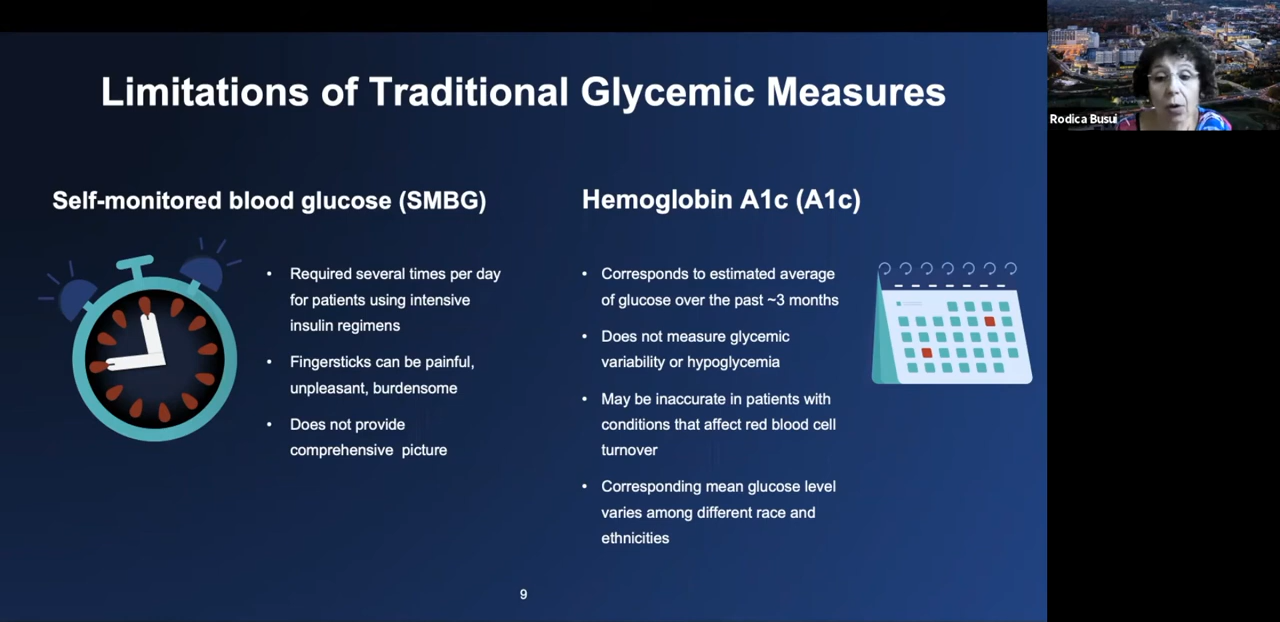 Limitations of Traditional Glycemic Measures
Self-monitored blood glucose (SMBG)
• Required several times per day
for patients using intensive
insulin regimens
• Fingersticks can be painful,
unpleasant, burdensome
• Does not provide
comprehensive picture
Hemoglobin A1c (A1c)
• Corresponds to estimated average
of glucose over the past ~3 months
• Does not measure glycemic
variability or hypoglycemia
• May be inaccurate in patients with
conditions that affect red blood cell
turnover
• Corresponding mean glucose level
varies among different race and
ethnicities
9
Rodica Busui